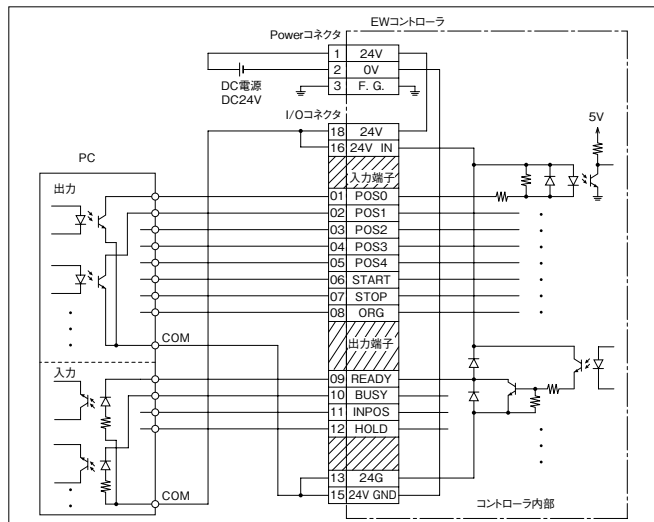 EWコントローラ
Powerコネクタ
1 24V
2 0V
3 F. G.
DC電源
DC24V
I/Oコネクタ
18 24V
16 24V IN
5V
PC
入力端子
出力
01 POS0
02 POS1
03 POS2
04 POS3
05 POS4
06 START
07 STOP
08 ORG
COM
出力端子
入力
09 READY
10 BUSY
11 INPOS
12 HOLD
13 24G
COM
15 24V GND
コントローラ内部